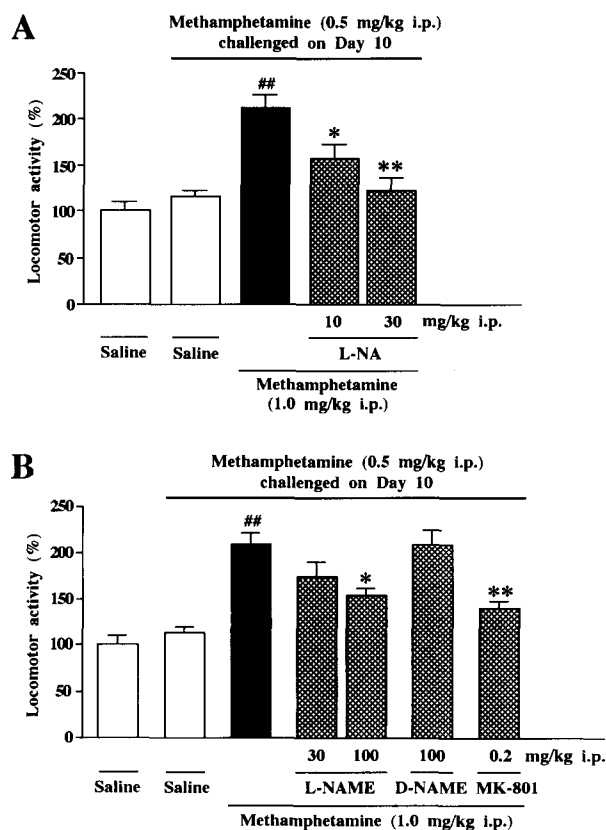 A
Methamphetamine (0.5 mg/kg i.p.)
challenged on Day 10
Locomotor activity (%)
250
200
150
100
50
0
##
*
**
10 30 mg/kg i.p.
Saline Saline L-NA
Methamphetamine
(1.0 mg/kg i.p.)
B
Methamphetamine (0.5 mg/kg i.p.)
challenged on Day 10
Locomotor activity (%)
250
200
150
100
50
0
##
*
**
30 100 100 0.2 mg/kg i.p.
Saline Saline L-NAME D-NAME MK-801
Methamphetamine (1.0 mg/kg i.p.)